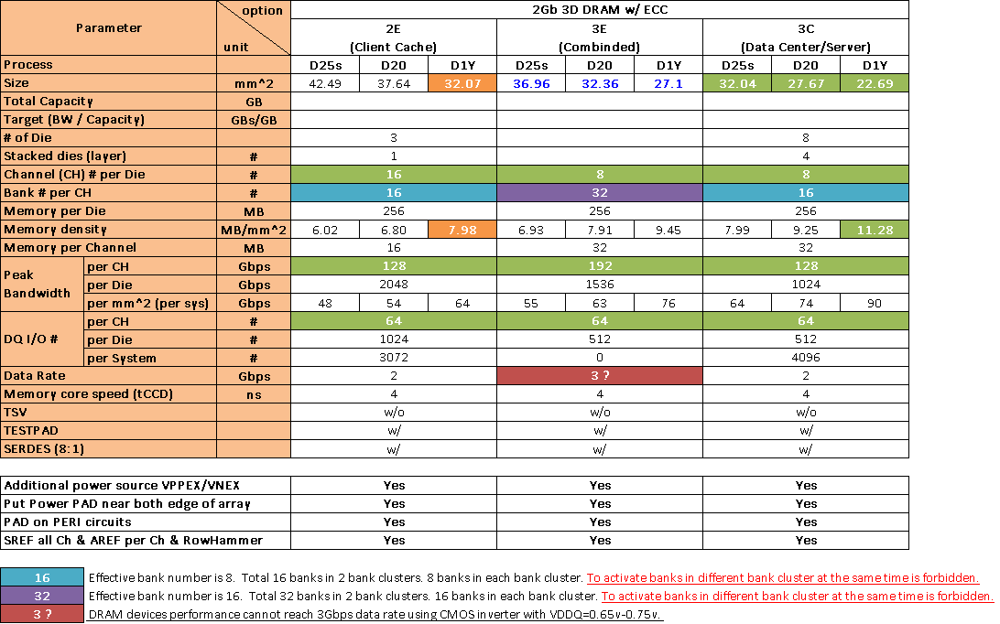 Parameter option unit 2Gb 3D DRAM w/ ECC
2E 3E 3C
(Client Cache) (Combinded) (Data Center/Server)
Process D25s D20 D1Y D25s D20 D1Y D25s D20 D1Y
Size mm^2 42.49 37.64 32.07 36.96 32.36 27.1 32.04 27.67 22.69
Total Capacity GB
Target (BW / Capacity) GBs/GB
# of Die 3 8
Stacked dies (layer) # 1 4
Channel (CH) # per Die # 16 8 8
Bank # per CH # 16 32 16
Memory per Die MB 256 256 256
Memory density MB/mm^2 6.02 6.80 7.98 6.93 7.91 9.45 7.99 9.25 11.28
Memory per Channel MB 16 32 32
Peak Bandwidth per CH Gbps 128 192 128
per Die Gbps 2048 1536 1024
per mm^2 (per sys) Gbps 48 54 64 55 63 76 64 74 90
DQ I/O # per CH # 64 64 64
per Die # 1024 512 512
per System # 3072 0 4096
Data Rate Gbps 2 3 ? 2
Memory core speed (tCCD) ns 4 4 4
TSV w/o w/o w/o
TESTPAD w/ w/ w/
SERDES (8:1) w/ w/ w/
Additional power source VPPEX/VNEX Yes Yes Yes
Put Power PAD near both edge of array Yes Yes Yes
PAD on PERI circuits Yes Yes Yes
SREF all Ch & AREF per Ch & RowHammer Yes Yes Yes
16 Effective bank number is 8. Total 16 banks in 2 bank clusters. 8 banks in each bank cluster. To activate banks in different bank cluster at the same time is forbidden.
32 Effective bank number is 16. Total 32 banks in 2 bank clusters. 16 banks in each bank cluster. To activate banks in different bank cluster at the same time is forbidden.
3 ? DRAM devices performance cannot reach 3Gbps data rate using CMOS inverter with VDDQ=0.65v-0.75v.